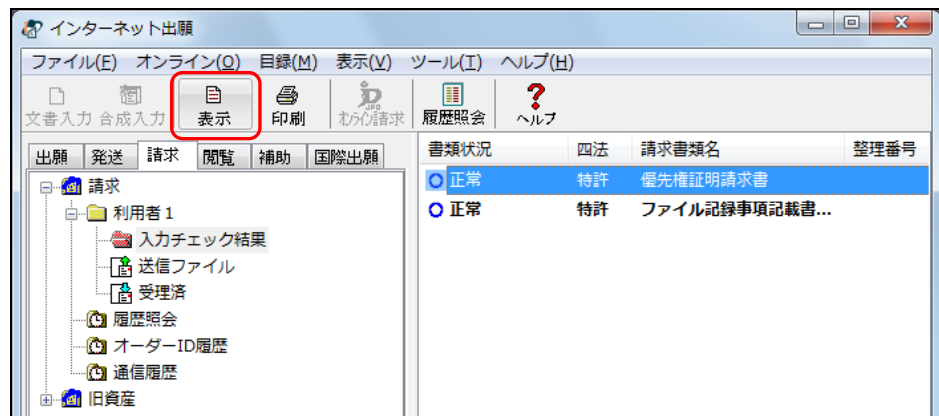 インターネット出願
ファイル(F) オンライン(O) 目録(M) 表示(V) ツール(T) ヘルプ(H)
文書入力 合成入力 表示 印刷 オンライン請求 履歴照会 ヘルプ
出願 発送 請求 閲覧 補助 国際出願
書類状況 四法 請求書類名 整理番号
請求
正常 特許 優先権証明請求書
利用者1
正常 特許 ファイル記録事項記載書...
入力チェック結果
送信ファイル
受理済
履歴照会
オーダーID履歴
通信履歴
旧資産